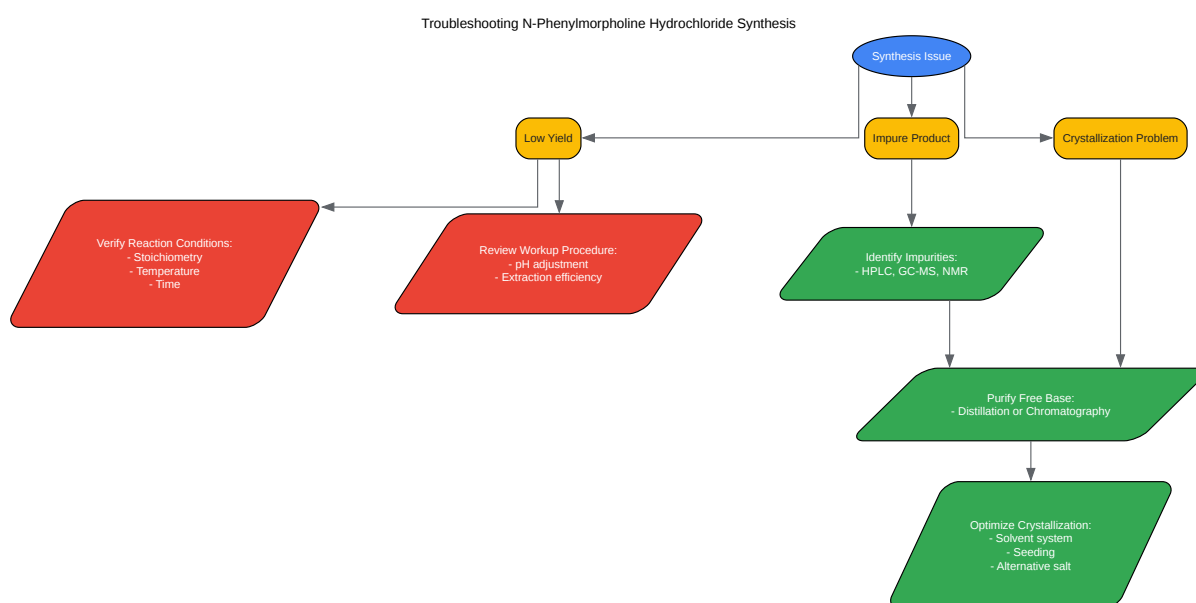 Troubleshooting N-Phenylmorpholine Hydrochloride Synthesis
Synthesis Issue
Low Yield
Impure Product
Crystallization Problem
Verify Reaction Conditions:
- Stoichiometry
- Temperature
- Time
Review Workup Procedure:
- pH adjustment
- Extraction efficiency
Identify Impurities:
- HPLC, GC-MS, NMR
Purify Free Base:
- Distillation or Chromatography
Optimize Crystallization:
- Solvent system
- Seeding
- Alternative salt